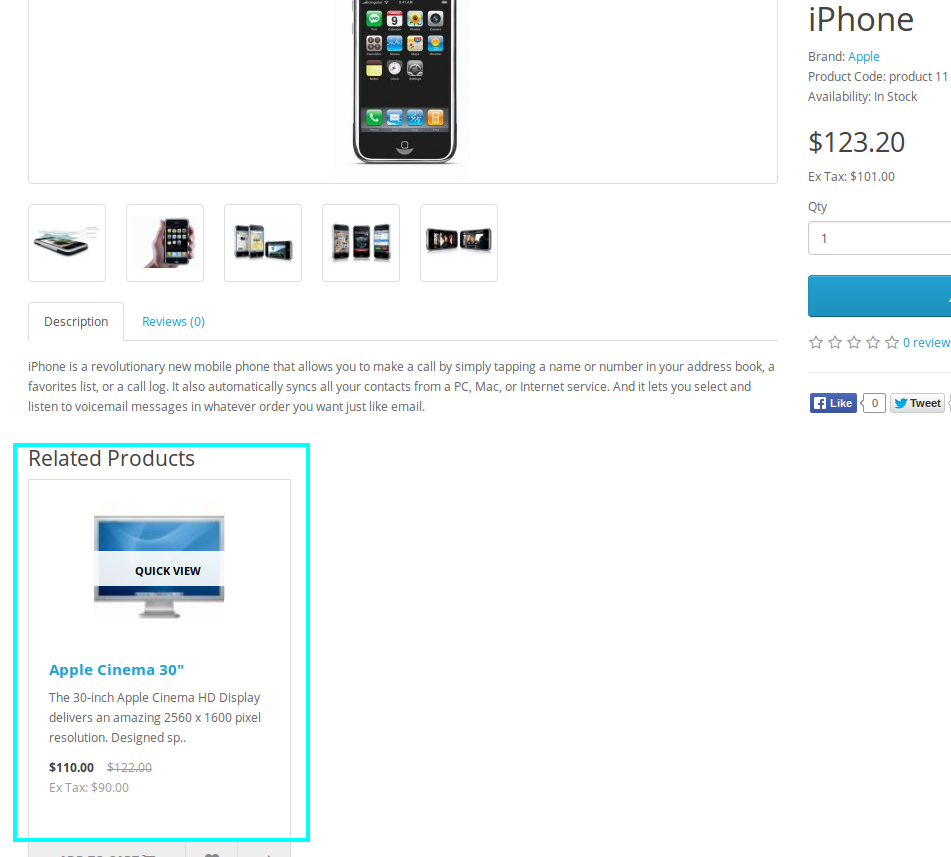 iPhone
Brand: Apple
Product Code: product 11
Availability: In Stock
$123.20
Ex Tax: $101.00
Qty
1
0 review
Like 0 Tweet
Description Reviews (0)
iPhone is a revolutionary new mobile phone that allows you to make a call by simply tapping a name or number in your address book, a
favorites list, or a call log. It also automatically syncs all your contacts from a PC, Mac, or Internet service. And it lets you select and
listen to voicemail messages in whatever order you want just like email.
Related Products
QUICK VIEW
Apple Cinema 30"
The 30-inch Apple Cinema HD Display
delivers an amazing 2560 x 1600 pixel
resolution. Designed sp..
$110.00 $122.00
Ex Tax: $90.00